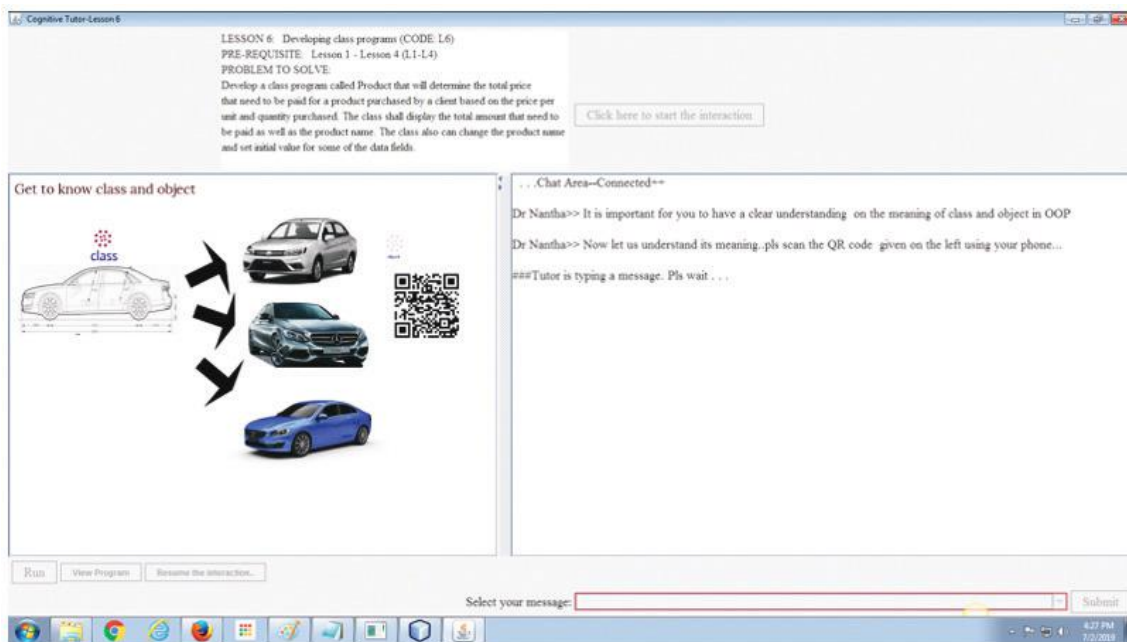 Cognitive Tutor-Lesson 6
LESSON 6: Developing class programs (CODE: L6)
PRE-REQUISITE: Lesson 1 - Lesson 4 (L1-L4)
PROBLEM TO SOLVE:
Develop a class program called Product that will determine the total price
that need to be paid for a product purchased by a client based on the price per
unit and quantity purchased. The class shall display the total amount that need to
be paid as well as the product name. The class also can change the product name
and set initial value for some of the data fields.
Click here to start the interaction
Get to know class and object
class
. . .Chat Area--Connected++
Dr Nantha>> It is important for you to have a clear understanding on the meaning of class and object in OOP
Dr Nantha>> Now let us understand its meaning..pls scan the QR code given on the left using your phone...
###Tutor is typing a message. Pls wait . . .
Run
View Program
Resume the interaction..
Select your message:
Submit
4:27 PM
7/2/2019